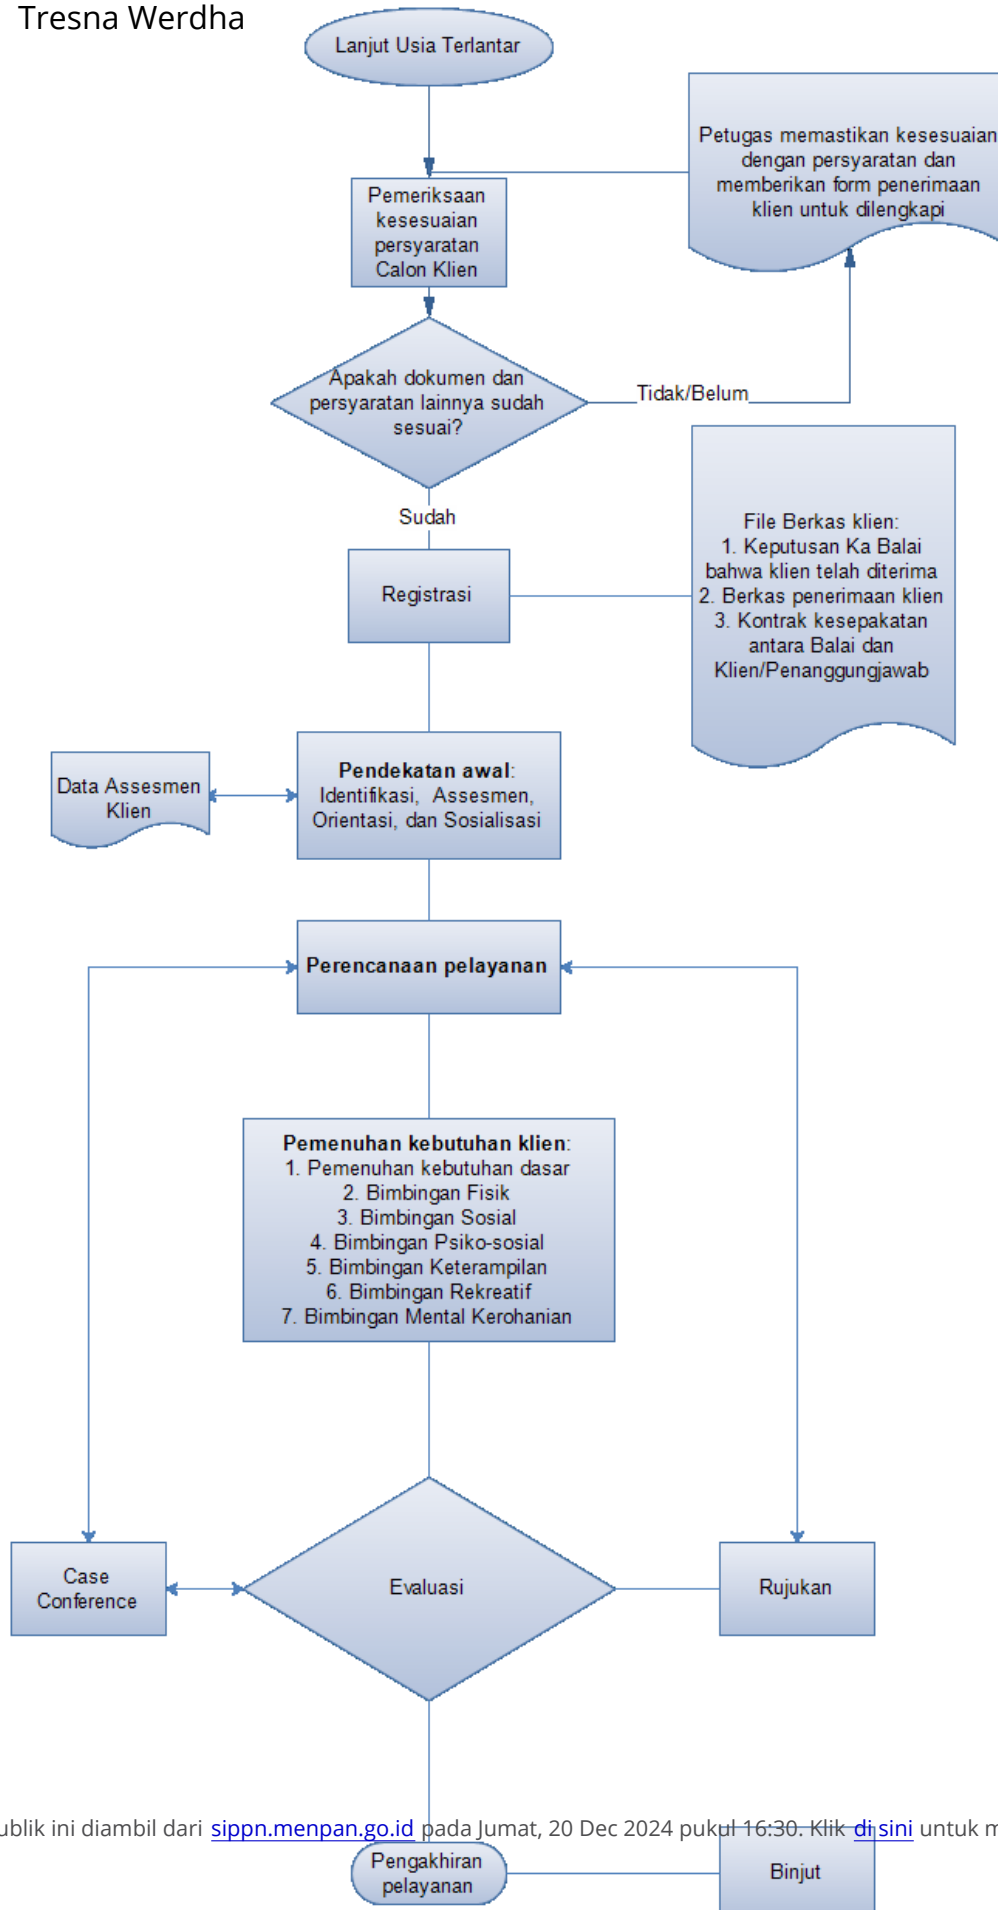 Tresna Werdha
Lanjut Usia Terlantar
Petugas memastikan kesesuaian
dengan persyaratan dan
memberikan form penerimaan
klien untuk dilengkapi
Pemeriksaan
kesesuaian
persyaratan
Calon Klien
Apakah dokumen dan
persyaratan lainnya sudah
sesuai?
Tidak/Belum
Sudah
Registrasi
File Berkas klien:
1. Keputusan Ka Balai
bahwa klien telah diterima
2. Berkas penerimaan klien
3. Kontrak kesepakatan
antara Balai dan
Klien/Penanggungjawab
Data Assesmen
Klien
Pendekatan awal:
Identifikasi, Assesmen,
Orientasi, dan Sosialisasi
Perencanaan pelayanan
Pemenuhan kebutuhan klien:
1. Pemenuhan kebutuhan dasar
2. Bimbingan Fisik
3. Bimbingan Sosial
4. Bimbingan Psiko-sosial
5. Bimbingan Keterampilan
6. Bimbingan Rekreatif
7. Bimbingan Mental Kerohanian
Case
Conference
Evaluasi
Rujukan
ublik ini diambil dari sippn.menpan.go.id pada Jumat, 20 Dec 2024 pukul 16:30. Klik di sini untuk m
Pengakhiran
pelayanan
Binjut